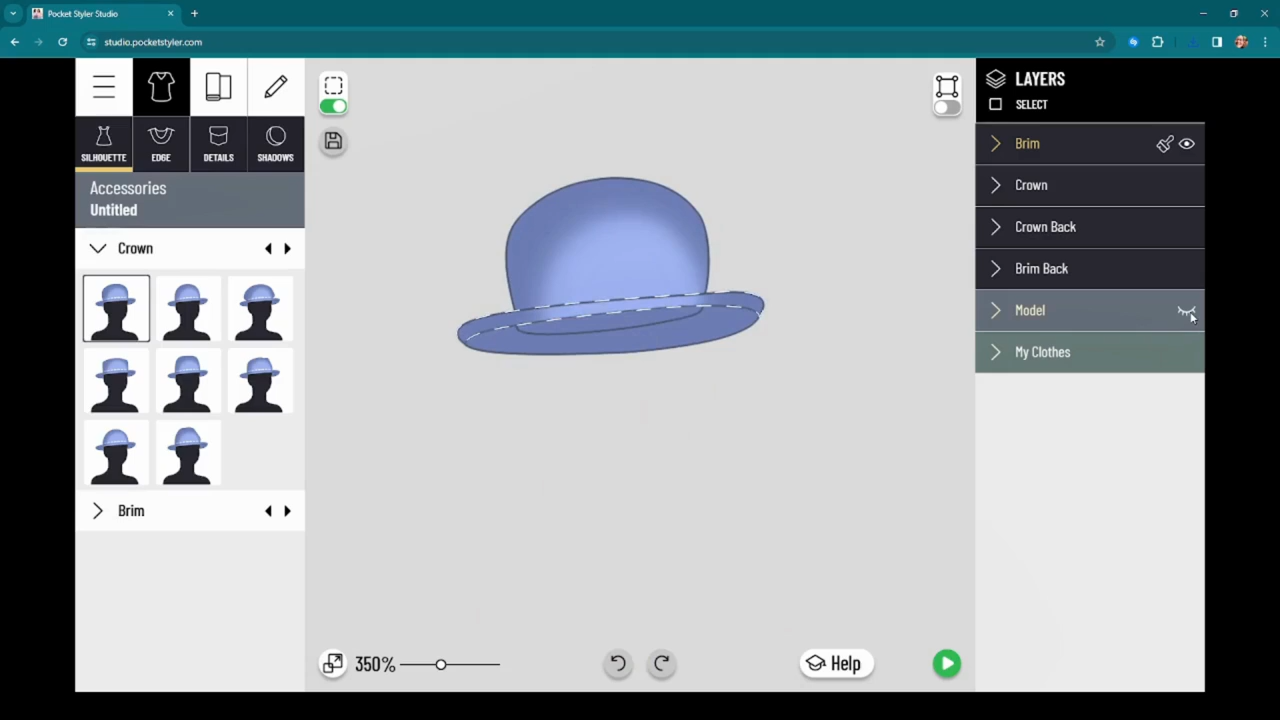 Pocket Styler Studio
studio.pocketstyler.com
SILHOUETTE
EDGE
DETAILS
SHADOWS
Accessories
Untitled
Crown
Brim
350%
Help
LAYERS
SELECT
Brim
Crown
Crown Back
Brim Back
Model
My Clothes